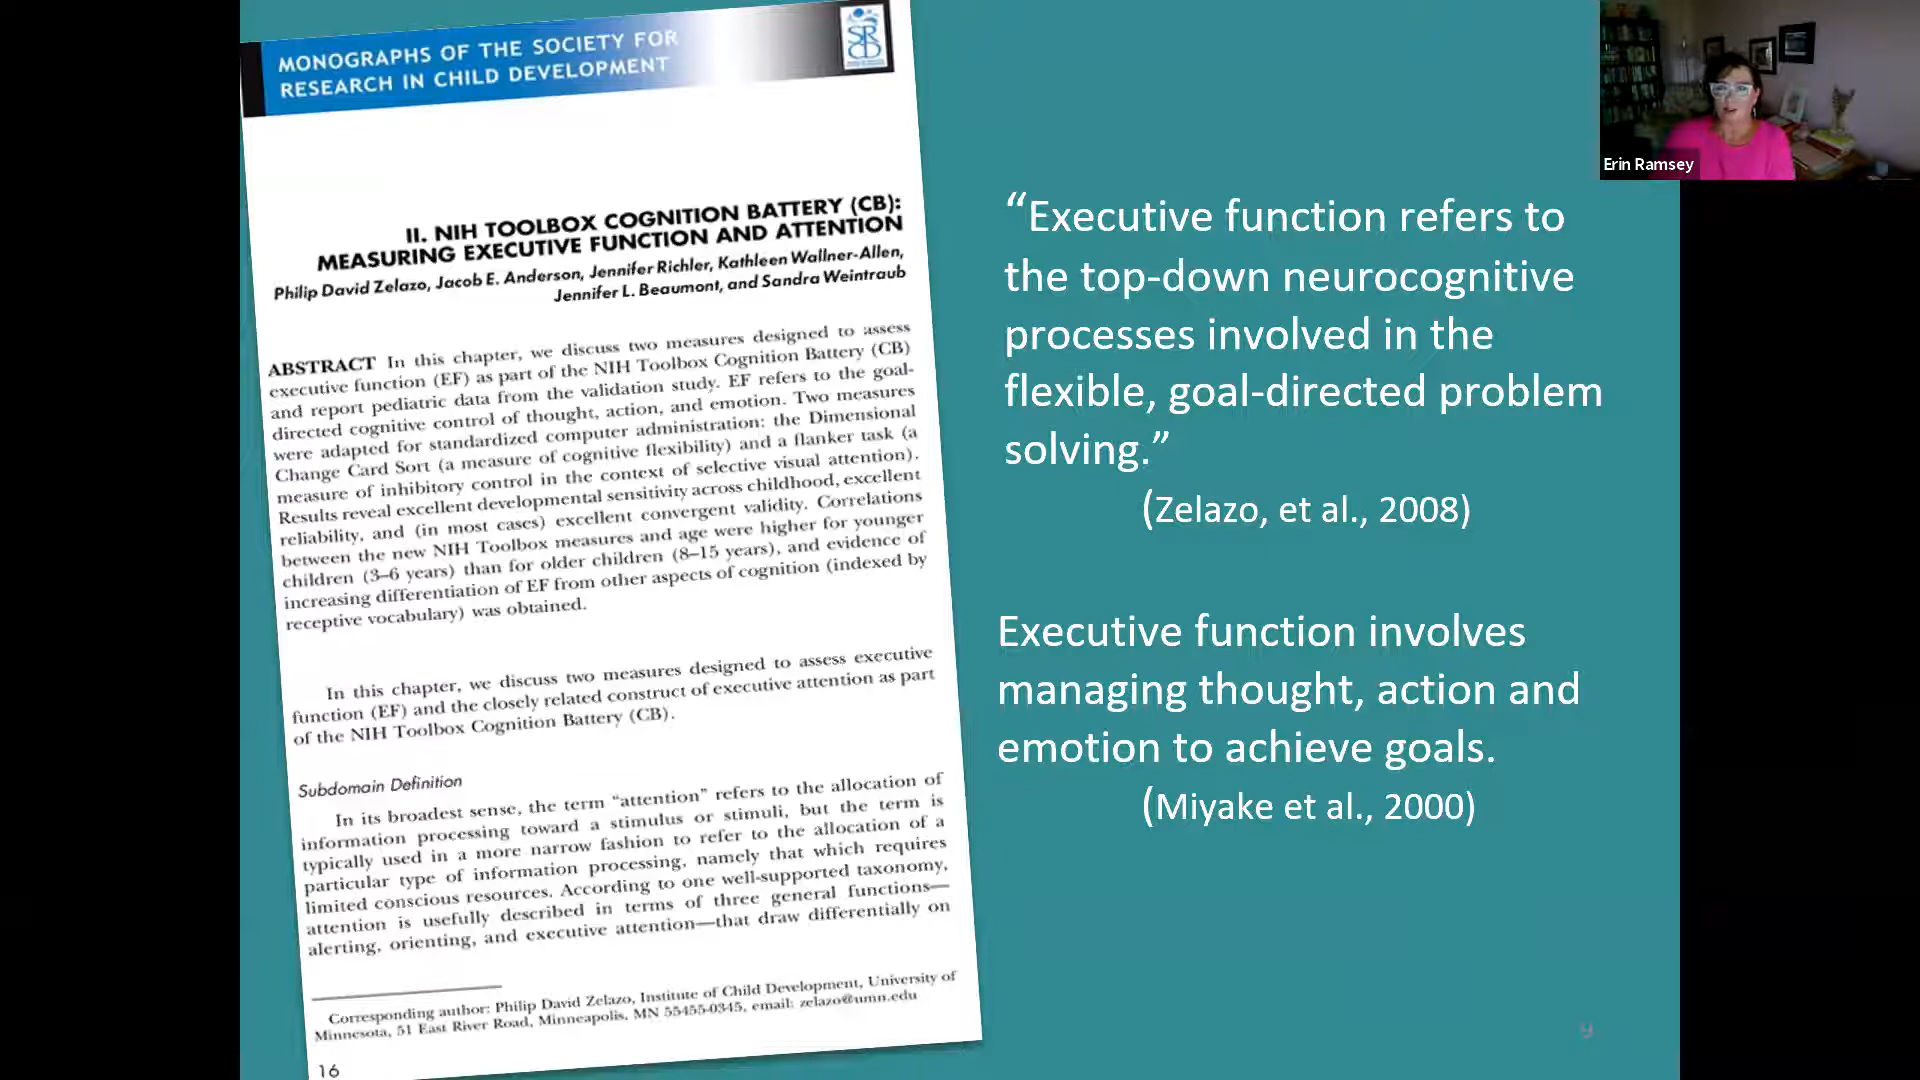 MONOGRAPHS OF THE SOCIETY FOR
RESEARCH IN CHILD DEVELOPMENT
SR
CD
II. NIH TOOLBOX COGNITION BATTERY (CB):
MEASURING EXECUTIVE FUNCTION AND ATTENTION
Philip David Zelazo, Jacob E. Anderson, Jennifer Richler, Kathleen Wallner-Allen,
Jennifer L. Beaumont, and Sandra Weintraub
ABSTRACT In this chapter, we discuss two measures designed to assess
executive function (EF) as part of the NIH Toolbox Cognition Battery (CB)
and report pediatric data from the validation study. EF refers to the goal-
directed cognitive control of thought, action, and emotion. Two measures
were adapted for standardized computer administration: the Dimensional
Change Card Sort (a measure of cognitive flexibility) and a flanker task (a
measure of inhibitory control in the context of selective visual attention).
Results reveal excellent developmental sensitivity across childhood, excellent
reliability, and (in most cases) excellent convergent validity. Correlations
between the new NIH Toolbox measures and age were higher for younger
children (3–6 years) than for older children (8–15 years), and evidence of
increasing differentiation of EF from other aspects of cognition (indexed by
receptive vocabulary) was obtained.
In this chapter, we discuss two measures designed to assess executive
function (EF) and the closely related construct of executive attention as part
of the NIH Toolbox Cognition Battery (CB).
Subdomain Definition
In its broadest sense, the term “attention” refers to the allocation of
information processing toward a stimulus or stimuli, but the term is
typically used in a more narrow fashion to refer to the allocation of a
particular type of information processing, namely that which requires
limited conscious resources. According to one well-supported taxonomy,
attention is usefully described in terms of three general functions—
alerting, orienting, and executive attention—that draw differentially on
Corresponding author: Philip David Zelazo, Institute of Child Development, University of
Minnesota, 51 East River Road, Minneapolis, MN 55455-0345, email: zelazo@umn.edu
16
“Executive function refers to
the top-down neurocognitive
processes involved in the
flexible, goal-directed problem
solving.”
(Zelazo, et al., 2008)
Executive function involves
managing thought, action and
emotion to achieve goals.
(Miyake et al., 2000)
9
Erin Ramsey